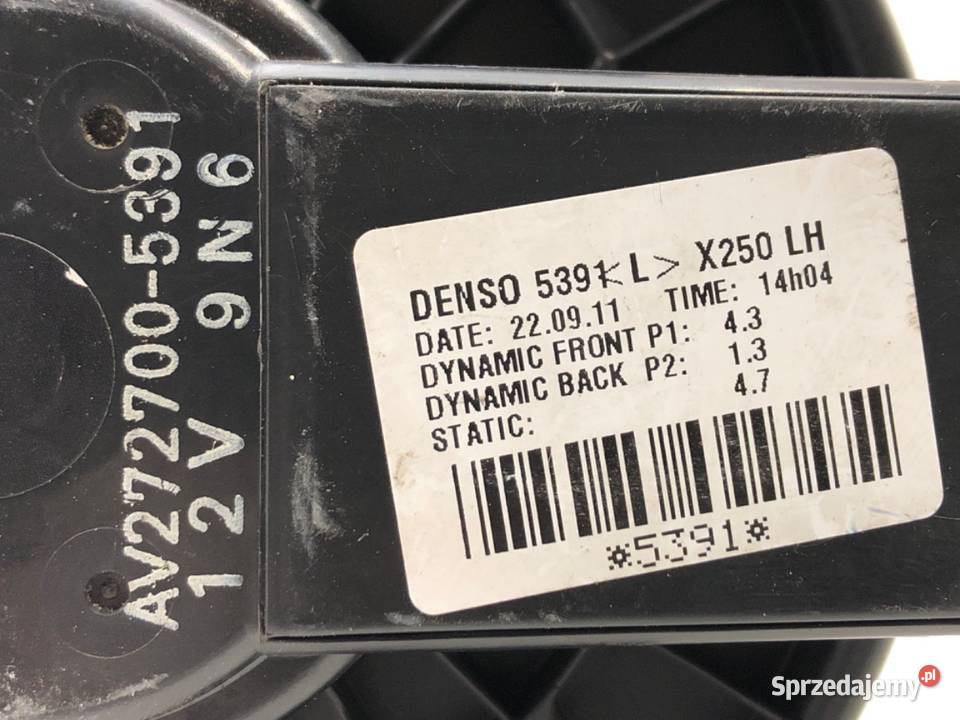 AV272700-5391
12V 9N6
DENSO 5391<L> X250 LH
DATE: 22.09.11 TIME: 14h04
DYNAMIC FRONT P1: 4.3
DYNAMIC BACK P2: 1.3
STATIC: 4.7
*5391*
Sprzedajemy.pl